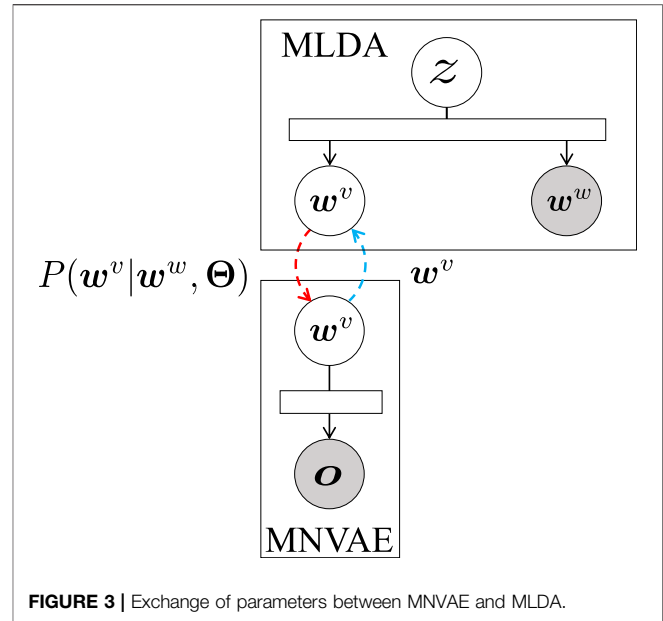 MLDA
z
w^v
w^w
P(w^v|w^w, Θ)
w^v
w^v
o
MNVAE
FIGURE 3 | Exchange of parameters between MNVAE and MLDA.